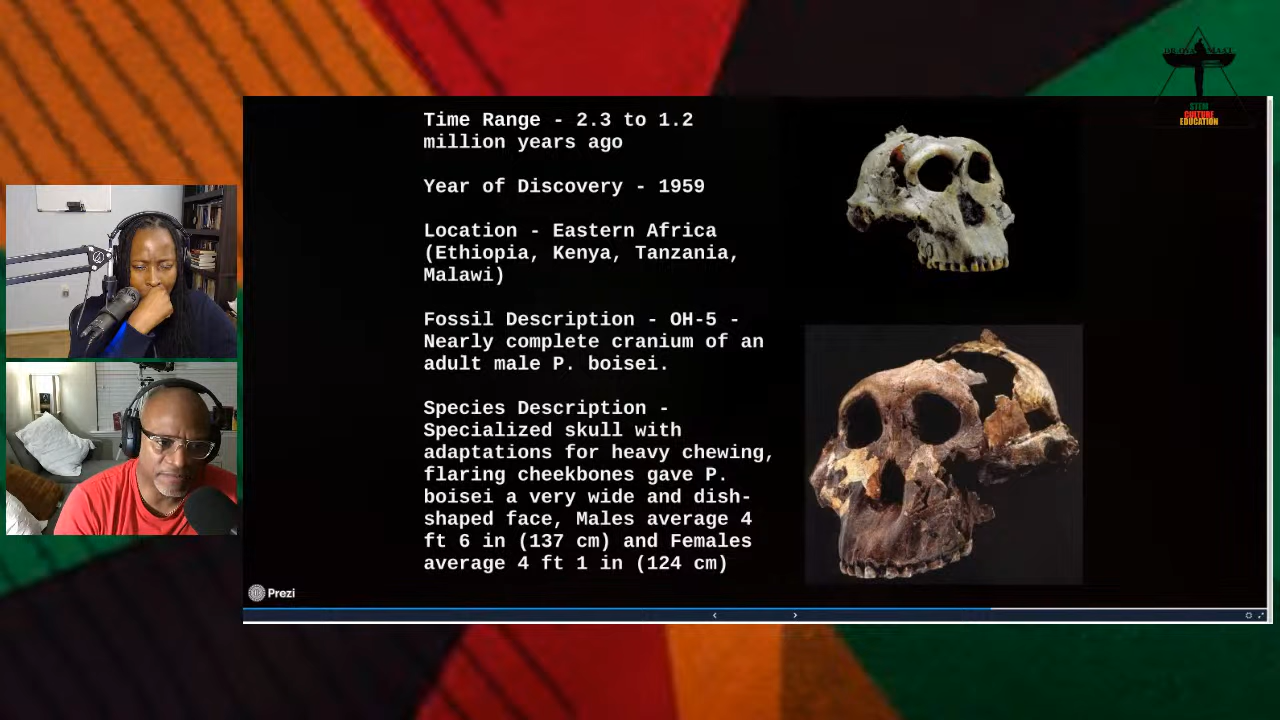 Time Range - 2.3 to 1.2
million years ago
Year of Discovery - 1959
Location - Eastern Africa
(Ethiopia, Kenya, Tanzania,
Malawi)
Fossil Description - OH-5 -
Nearly complete cranium of an
adult male P. boisei.
Species Description -
Specialized skull with
adaptations for heavy chewing,
flaring cheekbones gave P.
boisei a very wide and dish-
shaped face, Males average 4
ft 6 in (137 cm) and Females
average 4 ft 1 in (124 cm)
Prezi
STEM
CULTURE
EDUCATION